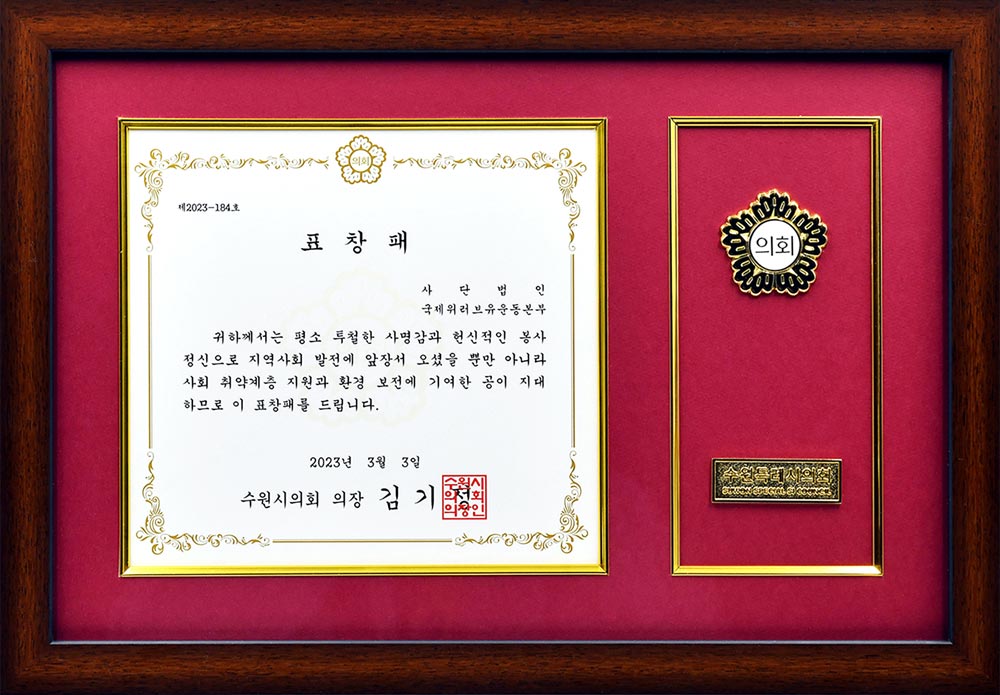 의회
제2023-184호
표 창 패
사 단 법 인
국제위러브유운동본부
귀하께서는 평소 투철한 사명감과 헌신적인 봉사
정신으로 지역사회 발전에 앞장서 오셨을 뿐만 아니라
사회 취약계층 지원과 환경 보전에 기여한 공이 지대
하므로 이 표창패를 드립니다.
2023년 3월 3일
수원시의회 의장 김 기 정
수원시
의회
의장인
의회
수원특례시의회
SUWON SPECIAL CITY COUNCIL